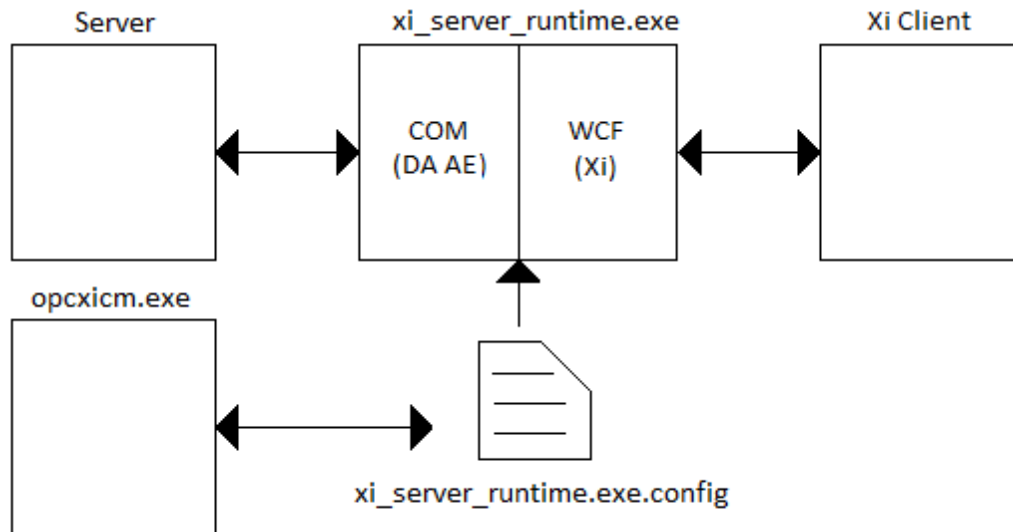 Server
xi_server_runtime.exe
Xi Client
COM
(DA AE)
WCF
(Xi)
opcxicm.exe
xi_server_runtime.exe.config